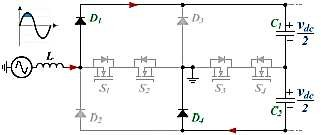 D1
D3
C1
+
vdc
2
−
L
S1
S2
S3
S4
D2
D4
C2
+
vdc
2
−